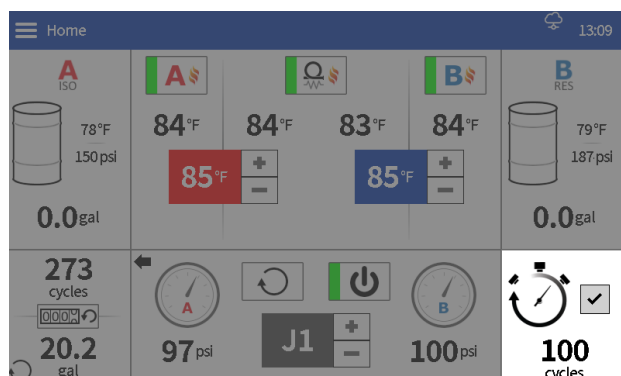 Home
13:09
A
ISO
78°F
150 psi
0.0 gal
A
B
84°F
84°F
83°F
84°F
85°F
+
−
85°F
+
−
B
RES
79°F
187 psi
0.0 gal
273
cycles
20.2
gal
A
97 psi
J1
+
−
B
100 psi
100
cycles